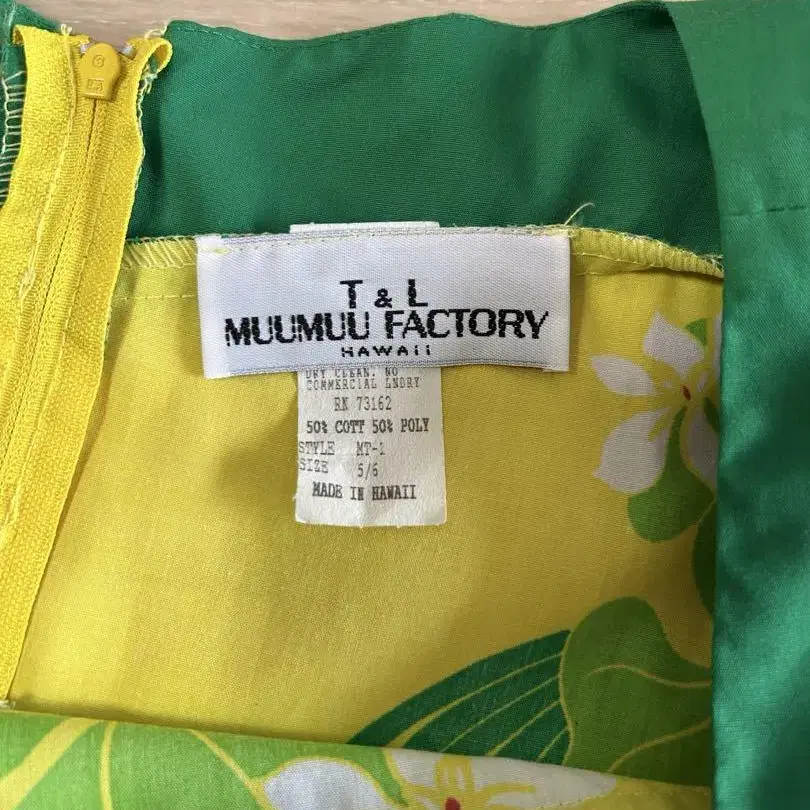 T & L
MUUMUU FACTORY
HAWAII
DRY CLEAN. NO
COMMERCIAL LNDRY
RN 73162
50% COTT 50% POLY
STYLE MT-1
SIZE 5/6
MADE IN HAWAII